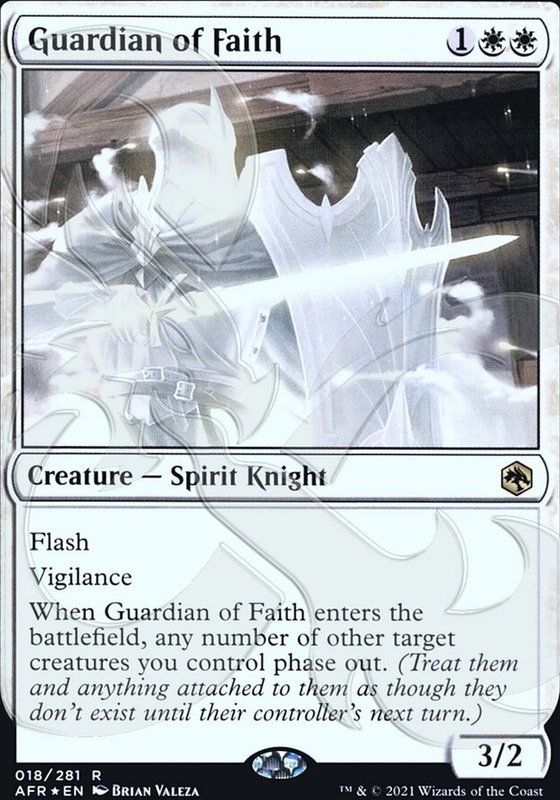 Guardian of Faith 1
Creature — Spirit Knight
Flash
Vigilance
When Guardian of Faith enters the
battlefield, any number of other target
creatures you control phase out. (Treat them
and anything attached to them as though they
don't exist until their controller's next turn.)
3/2
018/281 R
AFR ★ EN Brian Valeza
™ & © 2021 Wizards of the Coast